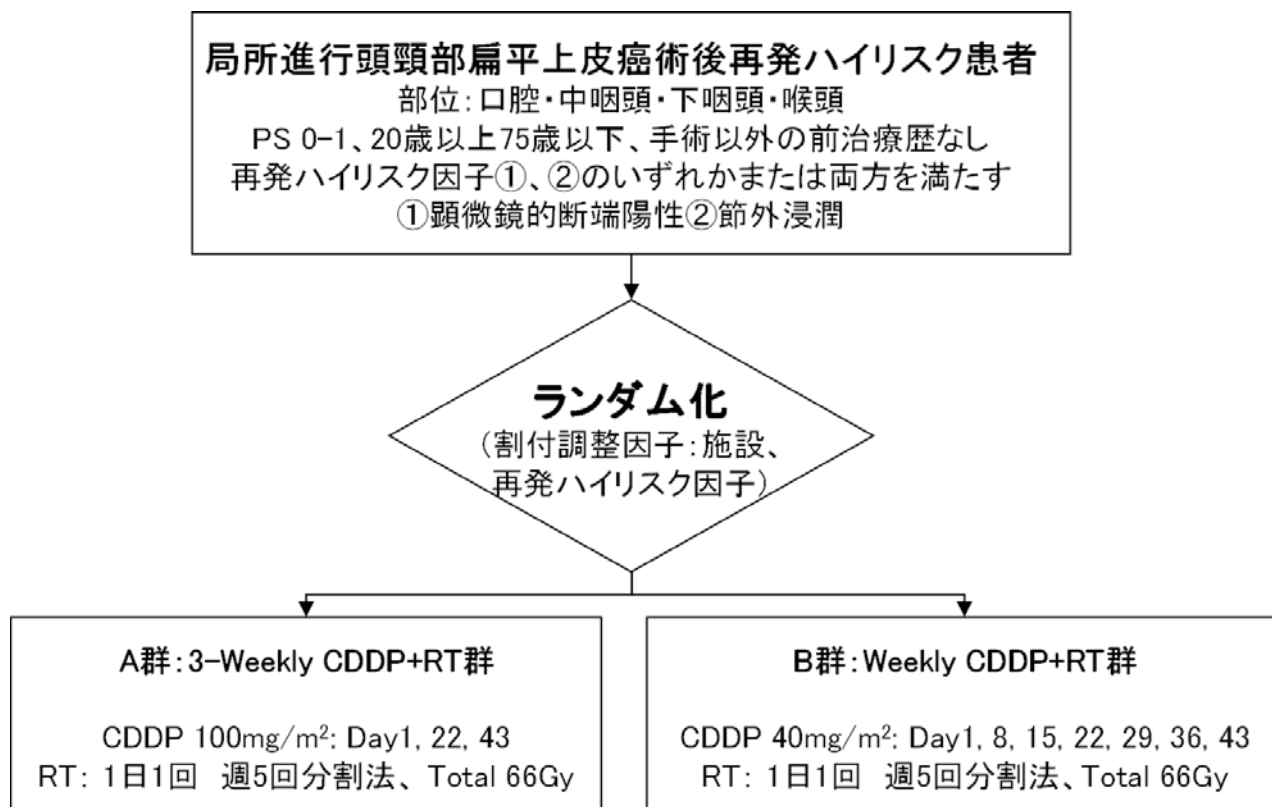 局所進行頭頸部扁平上皮癌術後再発ハイリスク患者
部位：口腔・中咽頭・下咽頭・喉頭
PS 0-1、20歳以上75歳以下、手術以外の前治療歴なし
再発ハイリスク因子①、②のいずれかまたは両方を満たす
①顕微鏡的断端陽性②節外浸潤
ランダム化
（割付調整因子：施設、
再発ハイリスク因子）
A群：3-Weekly CDDP+RT群
CDDP 100mg/m²: Day1, 22, 43
RT: 1日1回 週5回分割法、Total 66Gy
B群：Weekly CDDP+RT群
CDDP 40mg/m²: Day1, 8, 15, 22, 29, 36, 43
RT: 1日1回 週5回分割法、Total 66Gy